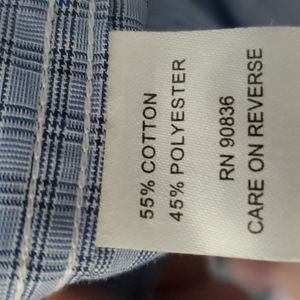 55% COTTON
45% POLYESTER
RN 90836
CARE ON REVERSE